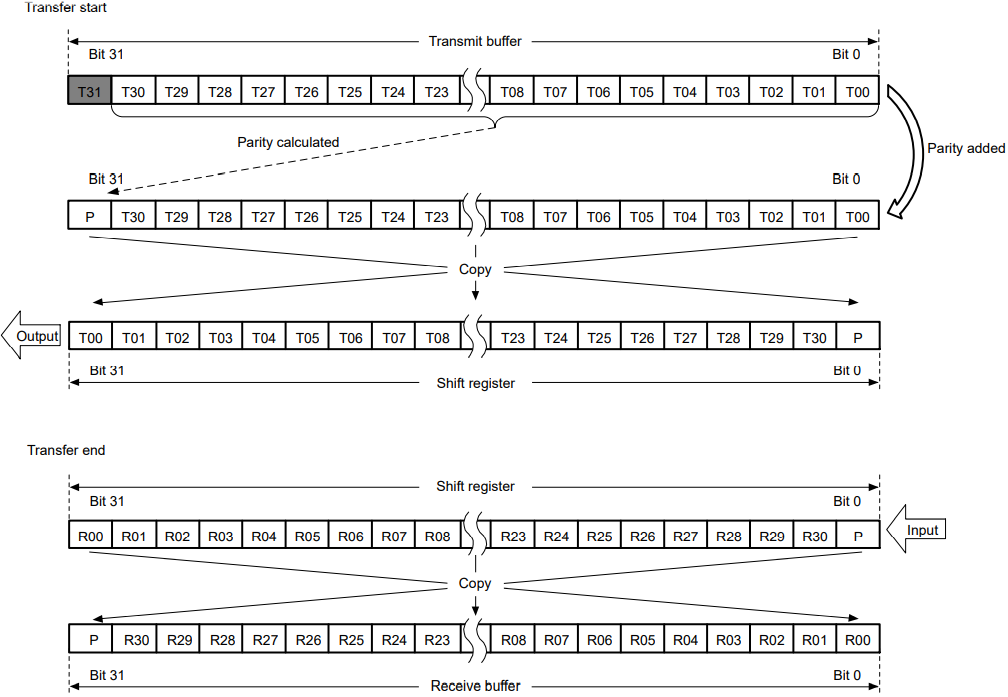 Transfer start
Transmit buffer
Bit 31 Bit 0
T31 T30 T29 T28 T27 T26 T25 T24 T23 T08 T07 T06 T05 T04 T03 T02 T01 T00
Parity calculated
Parity added
Bit 31 Bit 0
P T30 T29 T28 T27 T26 T25 T24 T23 T08 T07 T06 T05 T04 T03 T02 T01 T00
Copy
Output T00 T01 T02 T03 T04 T05 T06 T07 T08 T23 T24 T25 T26 T27 T28 T29 T30 P
Bit 31 Bit 0
Shift register
Transfer end
Shift register
Bit 31 Bit 0
R00 R01 R02 R03 R04 R05 R06 R07 R08 R23 R24 R25 R26 R27 R28 R29 R30 P Input
Copy
P R30 R29 R28 R27 R26 R25 R24 R23 R08 R07 R06 R05 R04 R03 R02 R01 R00
Bit 31 Bit 0
Receive buffer